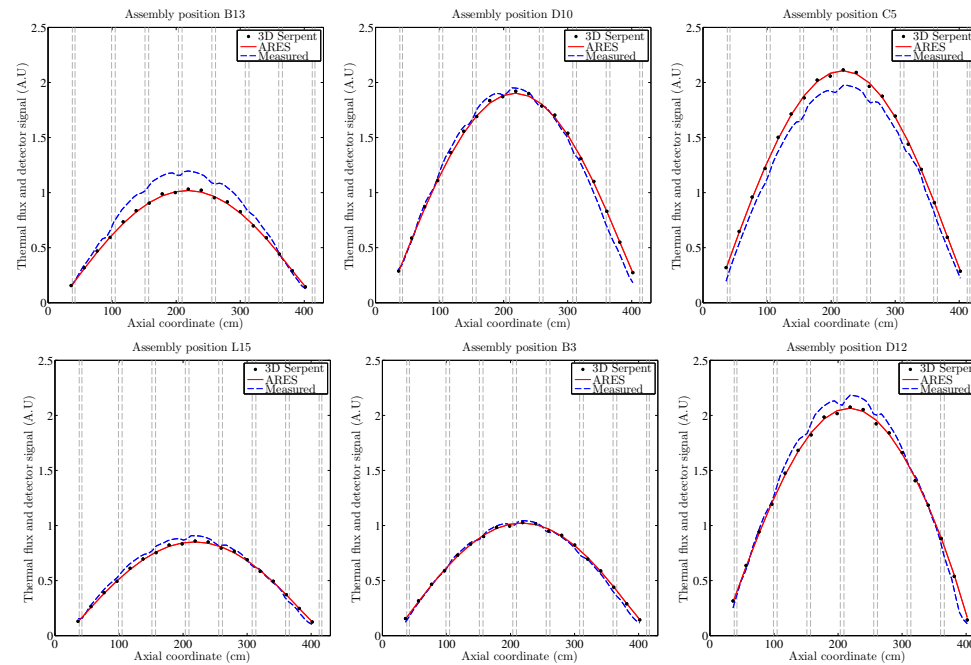 Assembly position B13
Thermal flux and detector signal (A.U)
2.5
2
1.5
1
0.5
0
0 100 200 300 400
Axial coordinate (cm)
3D Serpent
ARES
Measured
Assembly position D10
Thermal flux and detector signal (A.U)
2.5
2
1.5
1
0.5
0
0 100 200 300 400
Axial coordinate (cm)
3D Serpent
ARES
Measured
Assembly position C5
Thermal flux and detector signal (A.U)
2.5
2
1.5
1
0.5
0
0 100 200 300 400
Axial coordinate (cm)
3D Serpent
ARES
Measured
Assembly position L15
Thermal flux and detector signal (A.U)
2.5
2
1.5
1
0.5
0
0 100 200 300 400
Axial coordinate (cm)
3D Serpent
ARES
Measured
Assembly position B3
Thermal flux and detector signal (A.U)
2.5
2
1.5
1
0.5
0
0 100 200 300 400
Axial coordinate (cm)
3D Serpent
ARES
Measured
Assembly position D12
Thermal flux and detector signal (A.U)
2.5
2
1.5
1
0.5
0
0 100 200 300 400
Axial coordinate (cm)
3D Serpent
ARES
Measured